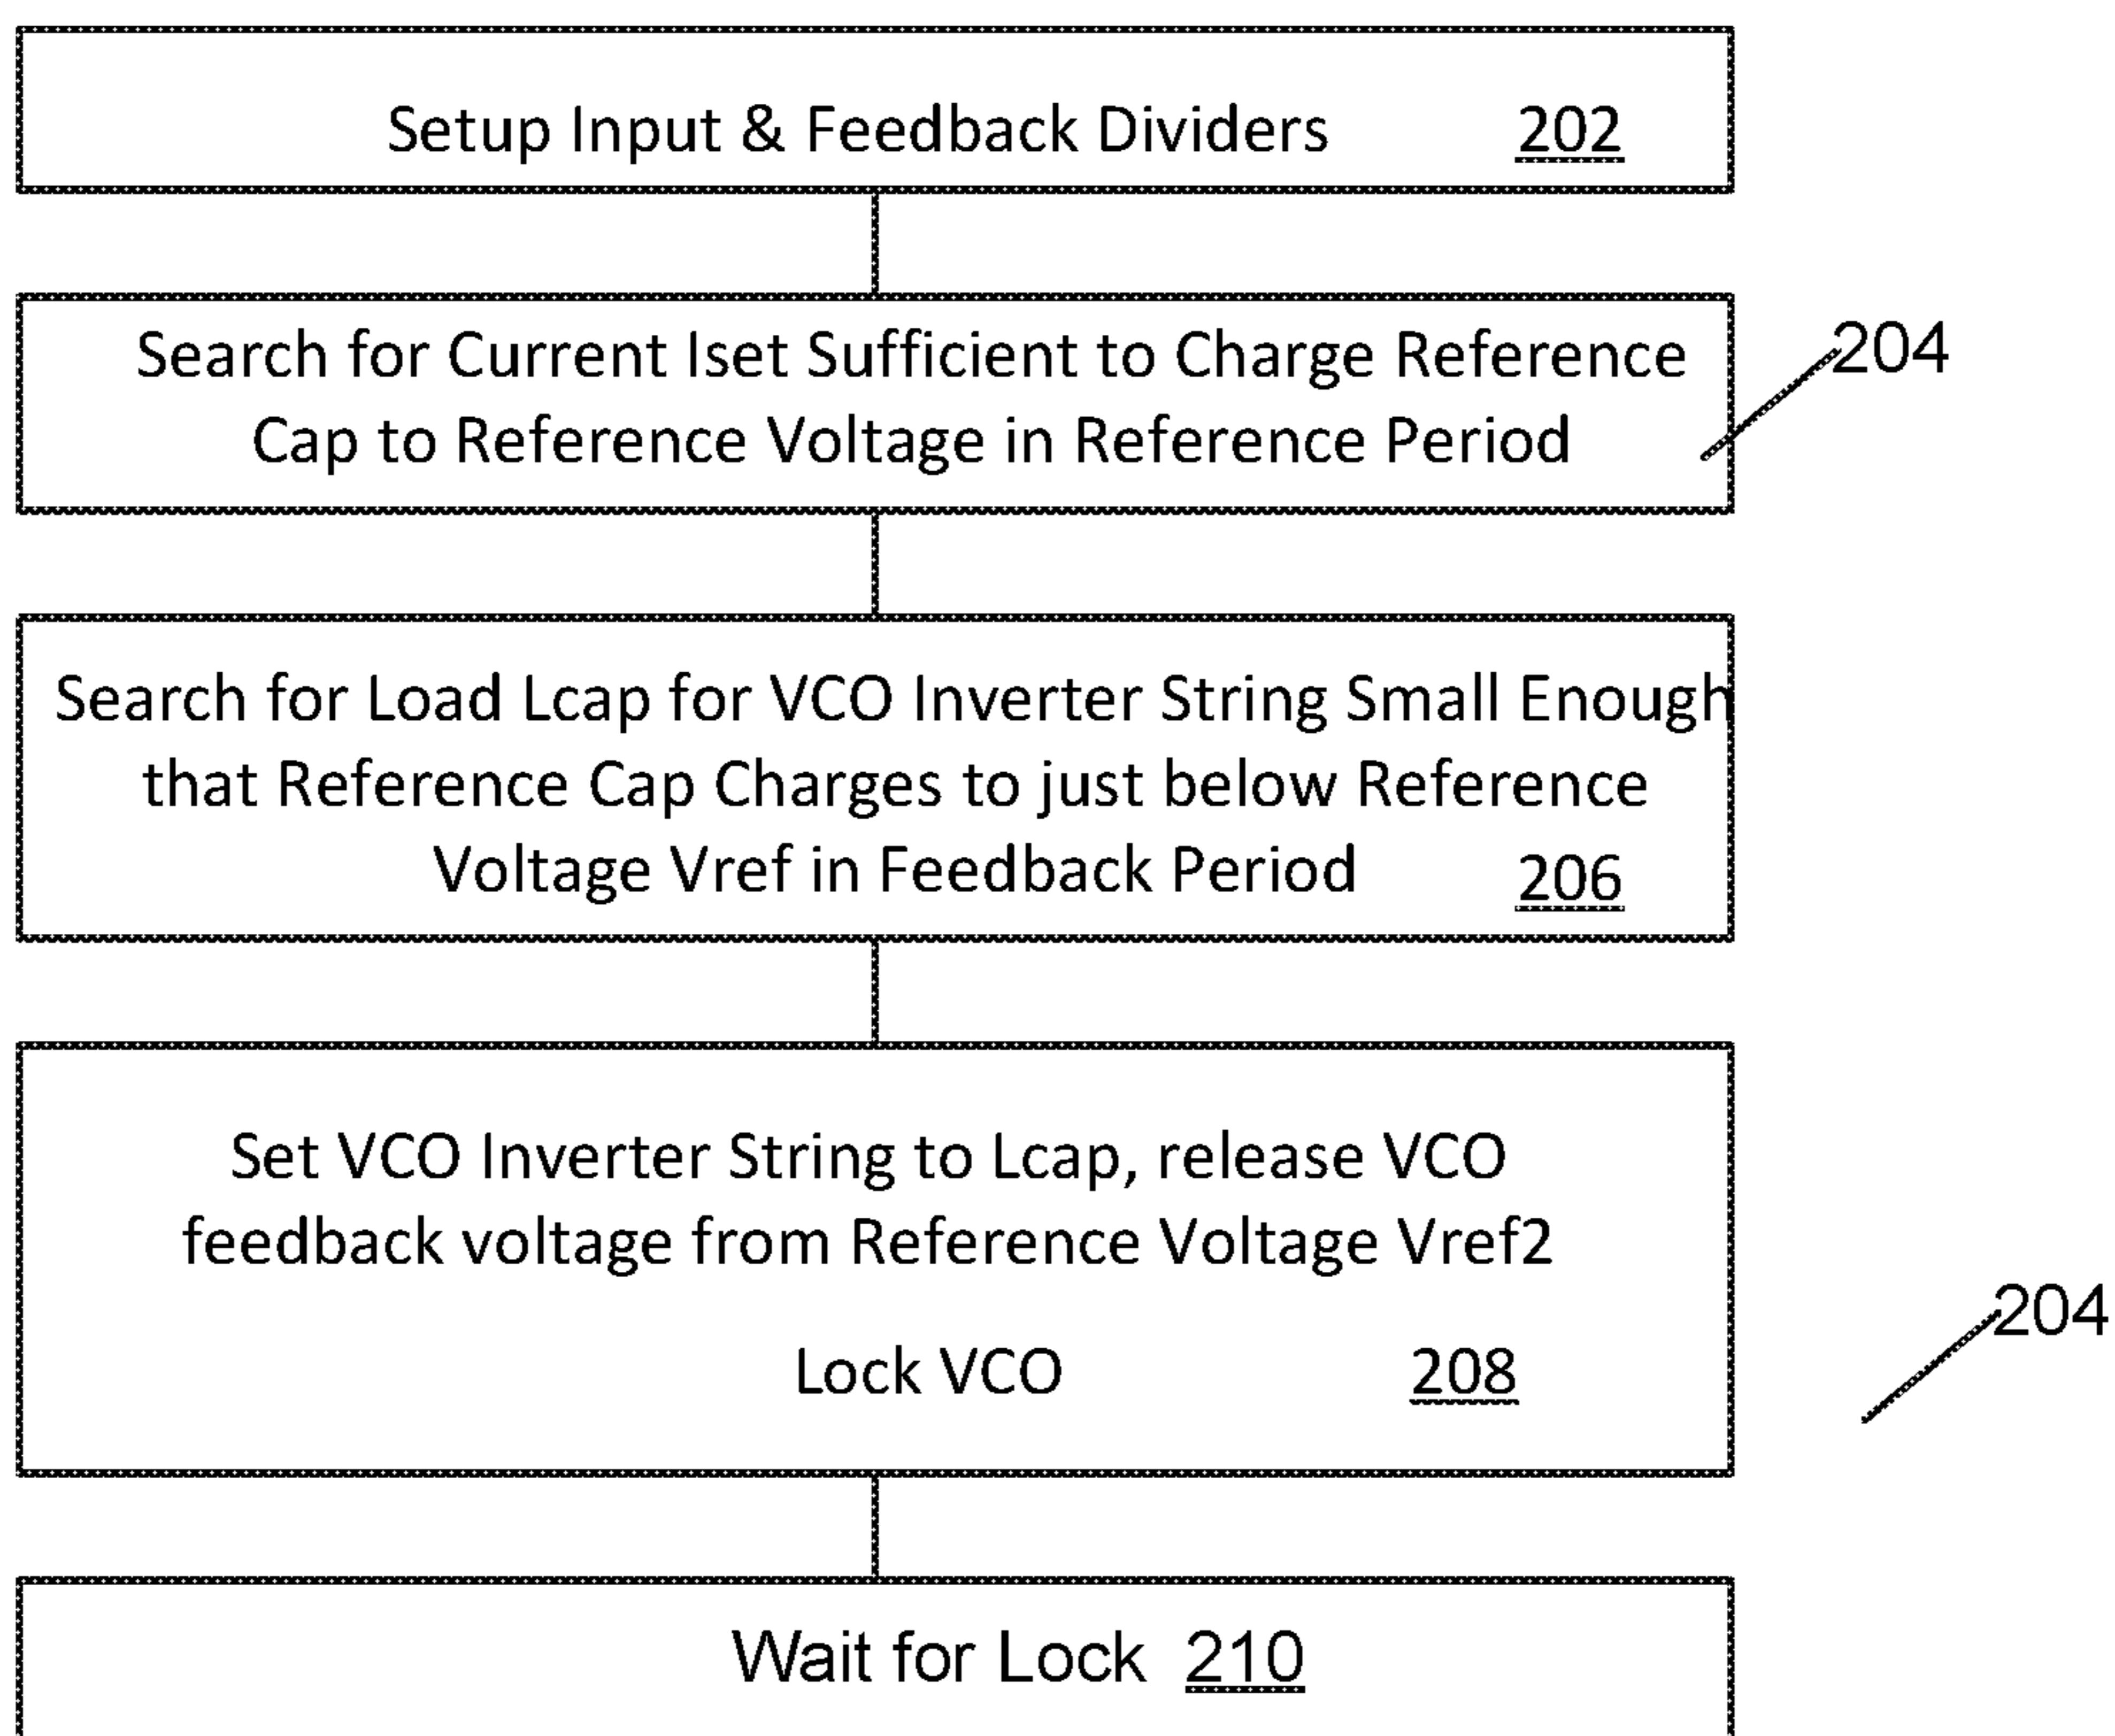 Setup Input & Feedback Dividers 202
Search for Current Iset Sufficient to Charge Reference
204
Cap to Reference Voltage in Reference Period
Search for Load Lcap for VCO Inverter String Small Enough
that Reference Cap Charges to just below Reference
Voltage Vref in Feedback Period 206
Set VCO Inverter String to Lcap, release VCO
feedback voltage from Reference Voltage Vref2
204
Lock VCO 208
Wait for Lock 210